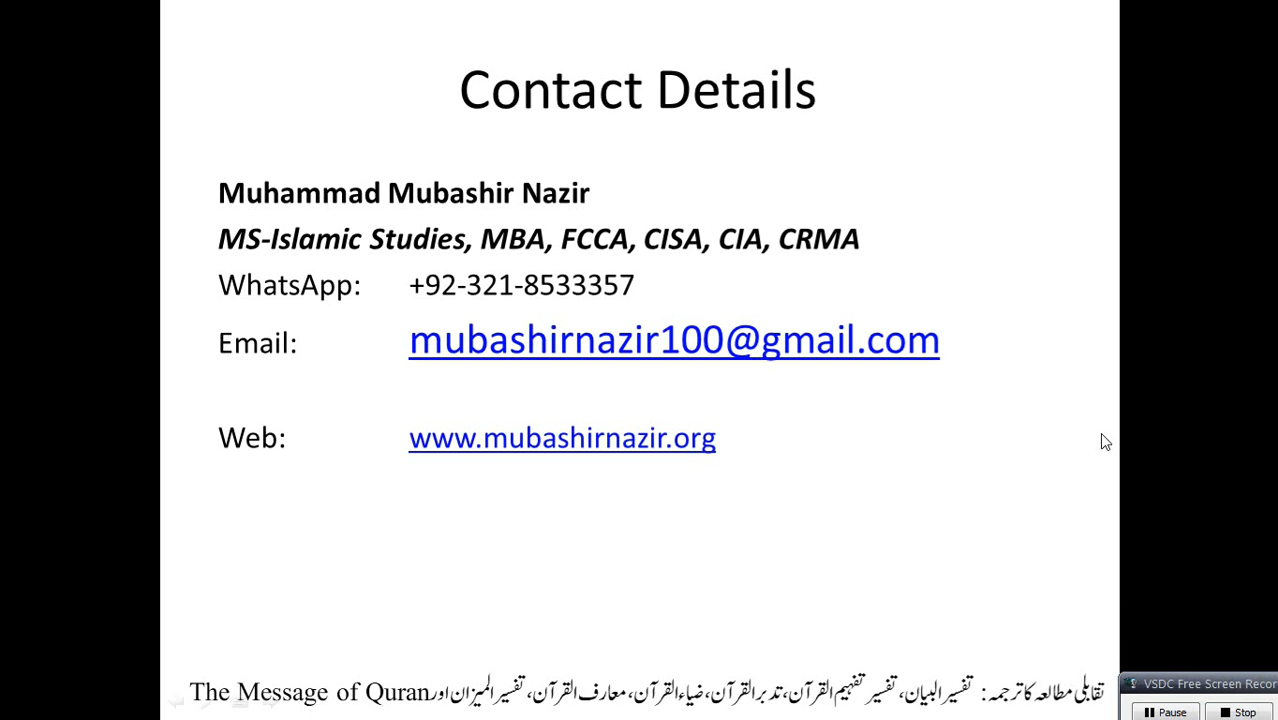 Contact Details
Muhammad Mubashir Nazir
MS-Islamic Studies, MBA, FCCA, CISA, CIA, CRMA
WhatsApp: +92-321-8533357
Email: mubashirnazir100@gmail.com
Web: www.mubashirnazir.org
تقابلی مطالعہ کا ترجمہ: تفسیر البیان، تفسیر تفہیم القرآن، تدبر القرآن، ضیاء القرآن، معارف القرآن، تفسیر المیزان اور The Message of Quran
VSDC Free Screen Recor
Pause Stop